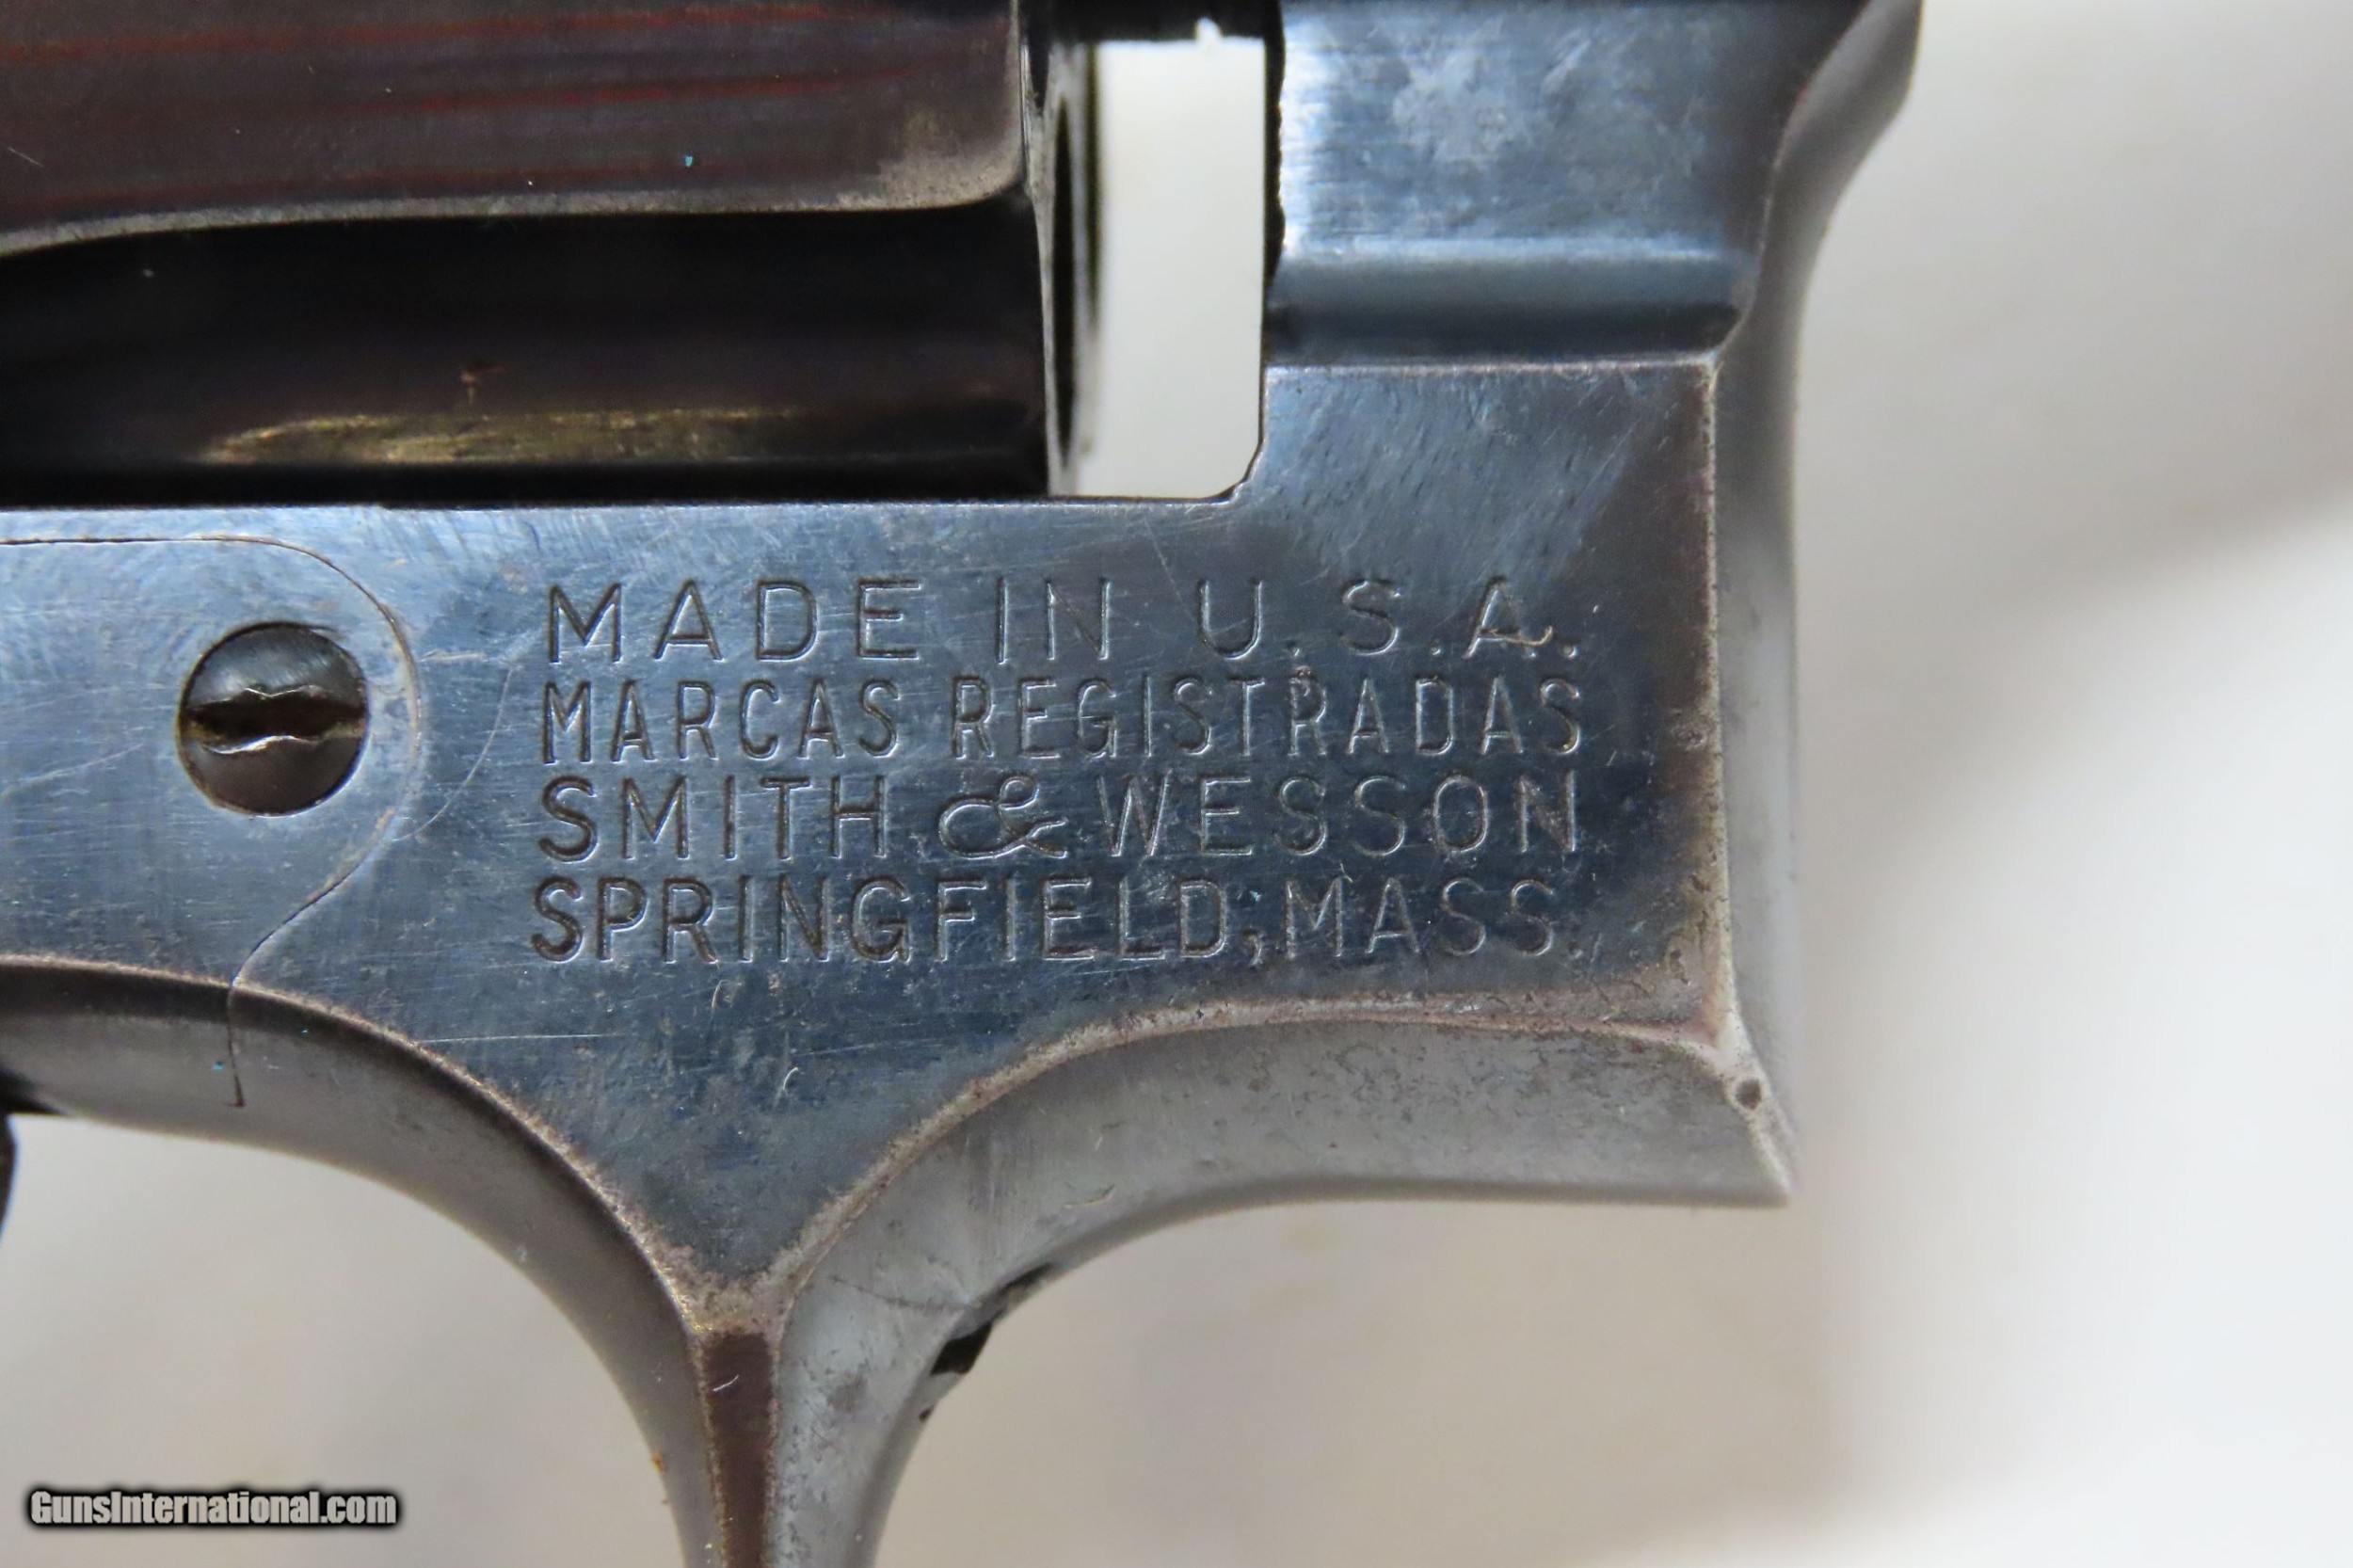 MADE IN U.S.A.
MARCAS REGISTRADAS
SMITH & WESSON
SPRINGFIELD, MASS.
GunsInternational.com